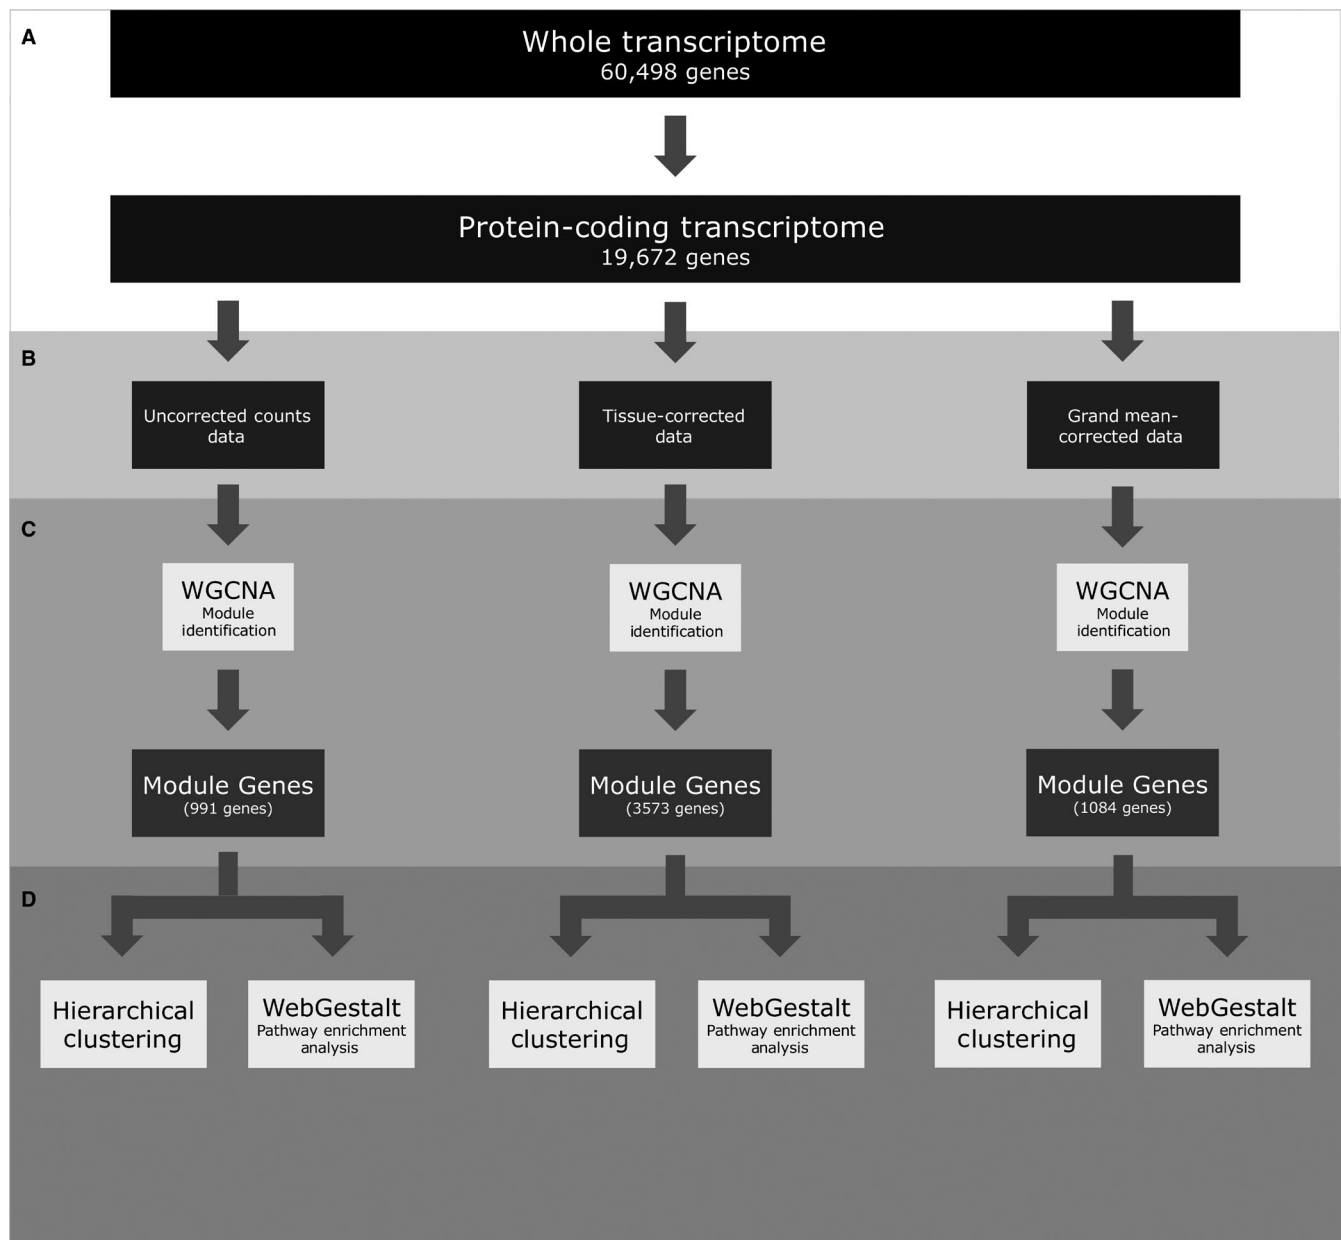 A
Whole transcriptome
60,498 genes
Protein-coding transcriptome
19,672 genes
B
Uncorrected counts
data
Tissue-corrected
data
Grand mean-
corrected data
C
WGCNA
Module
identification
WGCNA
Module
identification
WGCNA
Module
identification
Module Genes
(991 genes)
Module Genes
(3573 genes)
Module Genes
(1084 genes)
D
Hierarchical
clustering
WebGestalt
Pathway enrichment
analysis
Hierarchical
clustering
WebGestalt
Pathway enrichment
analysis
Hierarchical
clustering
WebGestalt
Pathway enrichment
analysis